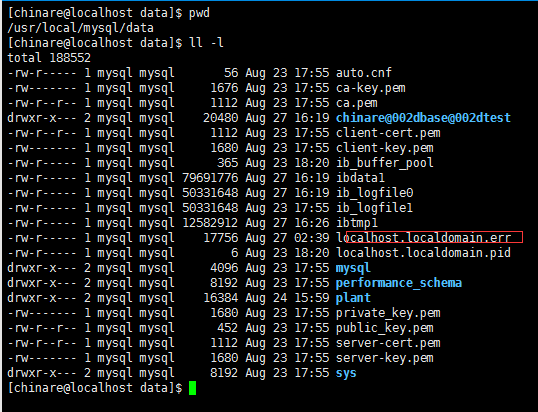 [chinare@localhost data]$ pwd
/usr/local/mysql/data
[chinare@localhost data]$ ll -l
total 188552
-rw-r----- 1 mysql mysql       56 Aug 23 17:55 auto.cnf
-rw------- 1 mysql mysql     1676 Aug 23 17:55 ca-key.pem
-rw-r--r-- 1 mysql mysql     1112 Aug 23 17:55 ca.pem
drwxr-x--- 2 mysql mysql    20480 Aug 27 16:19 chinare@002dbase@002dtest
-rw-r--r-- 1 mysql mysql     1112 Aug 23 17:55 client-cert.pem
-rw------- 1 mysql mysql     1680 Aug 23 17:55 client-key.pem
-rw-r----- 1 mysql mysql      365 Aug 23 18:20 ib_buffer_pool
-rw-r----- 1 mysql mysql 79691776 Aug 27 16:19 ibdata1
-rw-r----- 1 mysql mysql 50331648 Aug 27 16:19 ib_logfile0
-rw-r----- 1 mysql mysql 50331648 Aug 23 17:55 ib_logfile1
-rw-r----- 1 mysql mysql 12582912 Aug 27 16:26 ibtmp1
-rw-r----- 1 mysql mysql    17756 Aug 27 02:39 localhost.localdomain.err
-rw-r----- 1 mysql mysql        6 Aug 23 18:20 localhost.localdomain.pid
drwxr-x--- 2 mysql mysql     4096 Aug 23 17:55 mysql
drwxr-x--- 2 mysql mysql     8192 Aug 23 17:55 performance_schema
drwxr-x--- 2 mysql mysql    16384 Aug 24 15:59 plant
-rw------- 1 mysql mysql     1680 Aug 23 17:55 private_key.pem
-rw-r--r-- 1 mysql mysql      452 Aug 23 17:55 public_key.pem
-rw-r--r-- 1 mysql mysql     1112 Aug 23 17:55 server-cert.pem
-rw------- 1 mysql mysql     1680 Aug 23 17:55 server-key.pem
drwxr-x--- 2 mysql mysql     8192 Aug 23 17:55 sys
[chinare@localhost data]$